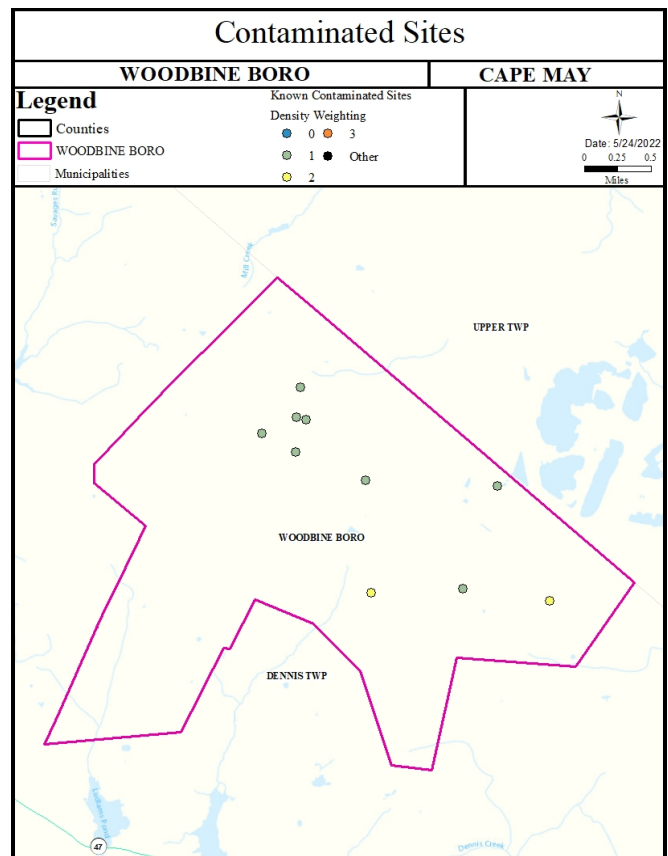 Contaminated Sites
WOODBINE BORO
CAPE MAY
Legend
Counties
WOODBINE BORO
Municipalities
Known Contaminated Sites
Density Weighting
0
3
1
Other
2
N
Date: 5/24/2022
0 0.25 0.5
Miles
Mill Creek
UPPER TWP
WOODBINE BORO
DENNIS TWP
Ludlams Pond
47
Dennis Creek